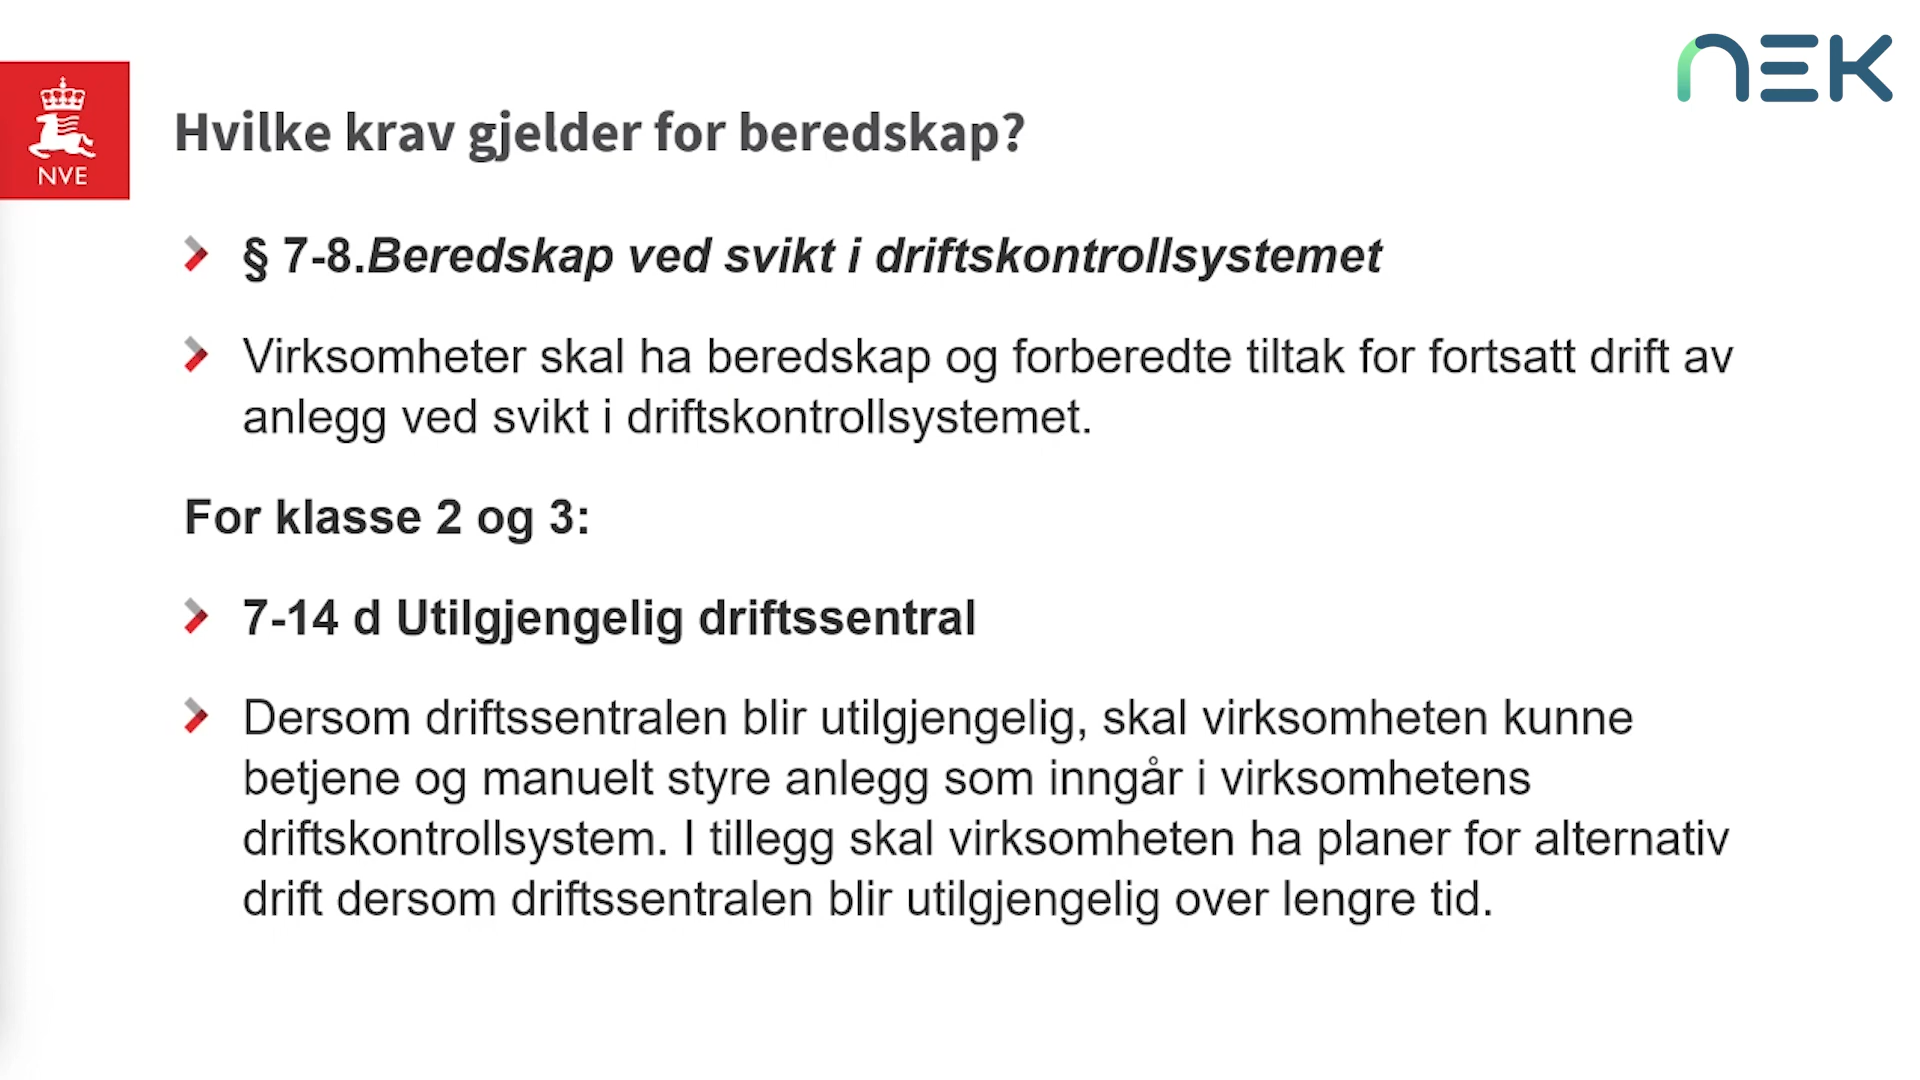 NEK
NVE
Hvilke krav gjelder for beredskap?
§ 7-8.Beredskap ved svikt i driftskontrollsystemet
Virksomheter skal ha beredskap og forberedte tiltak for fortsatt drift av
anlegg ved svikt i driftskontrollsystemet.
For klasse 2 og 3:
7-14 d Utilgjengelig driftssentral
Dersom driftssentralen blir utilgjengelig, skal virksomheten kunne
betjene og manuelt styre anlegg som inngår i virksomhetens
driftskontrollsystem. I tillegg skal virksomheten ha planer for alternativ
drift dersom driftssentralen blir utilgjengelig over lengre tid.